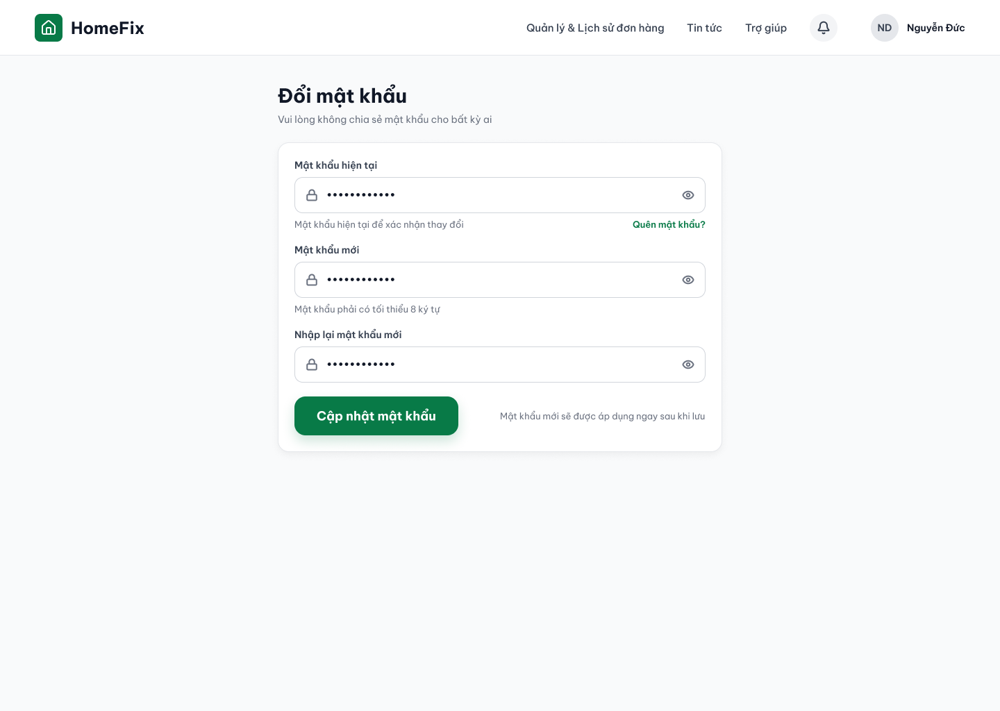 HomeFix
Quản lý & Lịch sử đơn hàng
Tin tức
Trợ giúp
ND
Nguyễn Đức
Đổi mật khẩu
Vui lòng không chia sẻ mật khẩu cho bất kỳ ai
Mật khẩu hiện tại
••••••••••••
Mật khẩu hiện tại để xác nhận thay đổi
Quên mật khẩu?
Mật khẩu mới
••••••••••••
Mật khẩu phải có tối thiểu 8 ký tự
Nhập lại mật khẩu mới
••••••••••••
Cập nhật mật khẩu
Mật khẩu mới sẽ được áp dụng ngay sau khi lưu